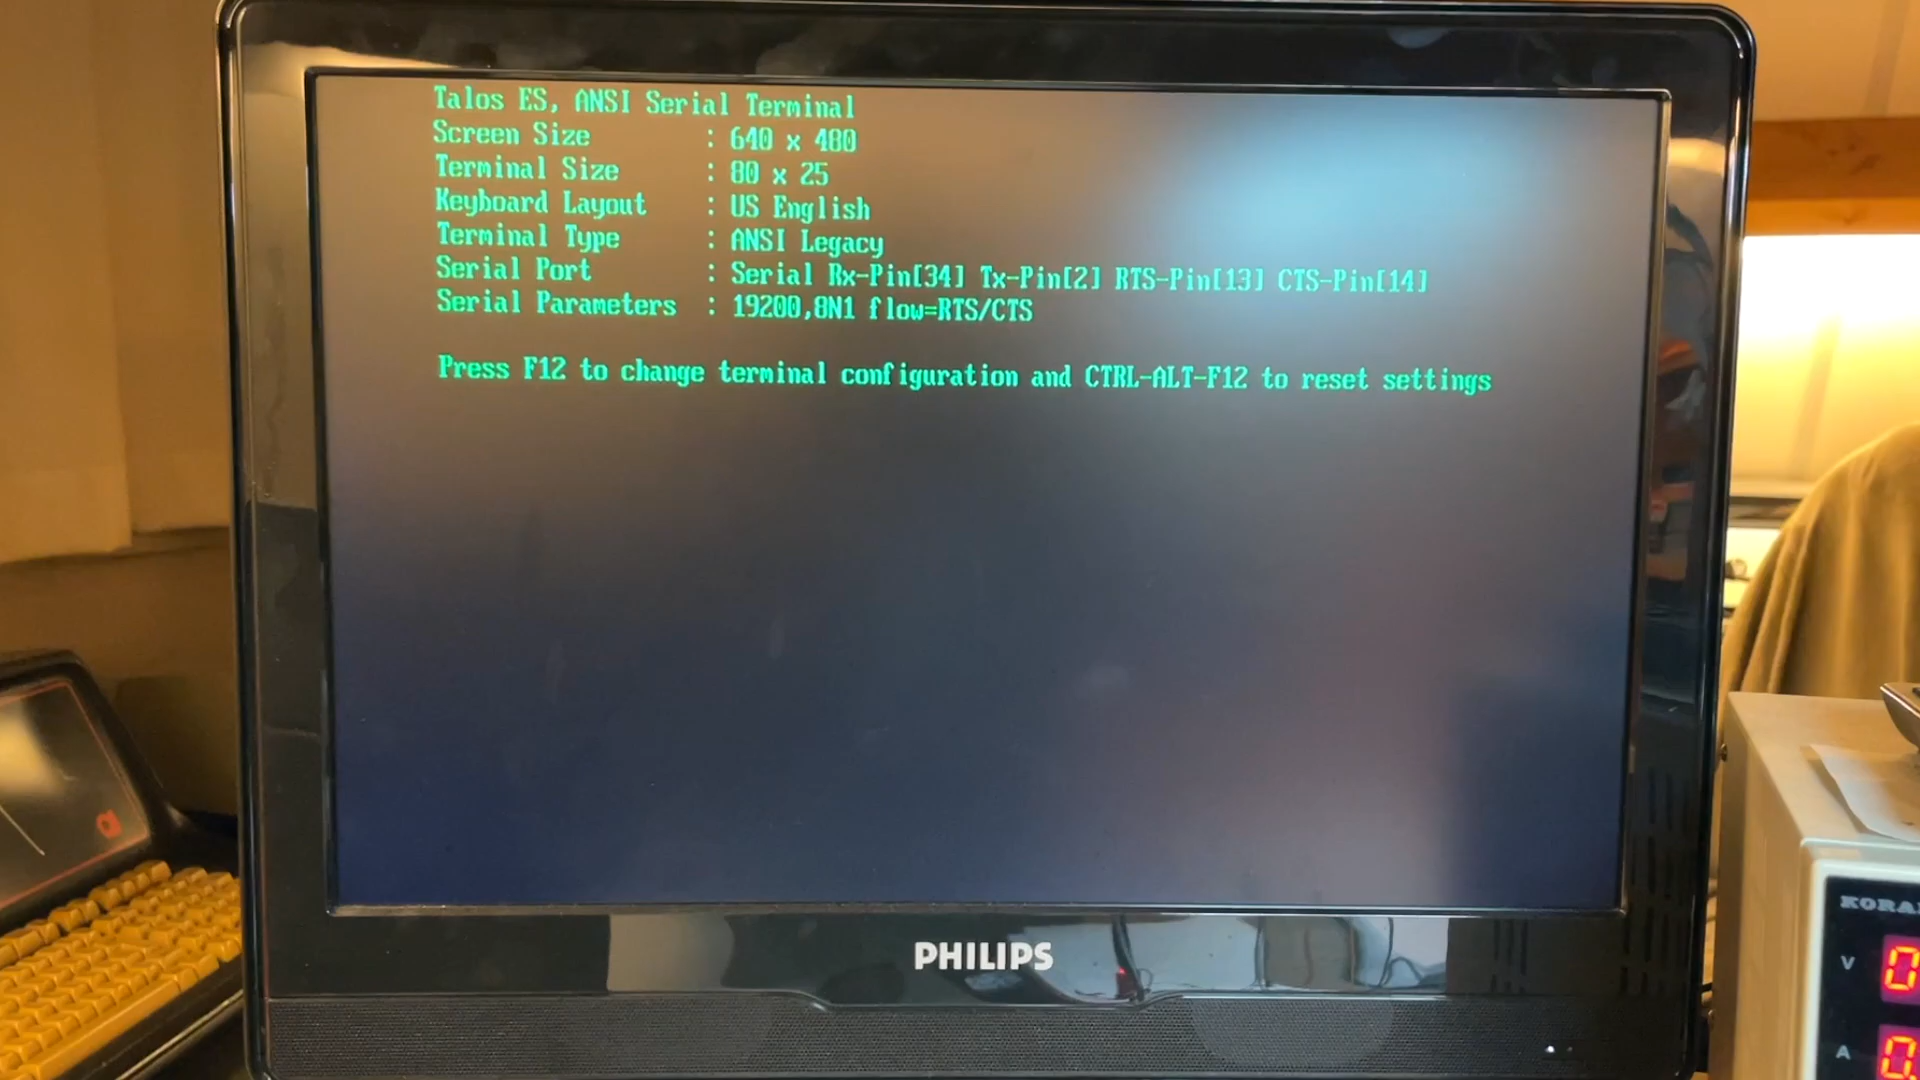 Talos ES, ANSI Serial Terminal
Screen Size : 640 x 480
Terminal Size : 80 x 25
Keyboard Layout : US English
Terminal Type : ANSI Legacy
Serial Port : Serial Rx-Pin[34] Tx-Pin[2] RTS-Pin[13] CTS-Pin[14]
Serial Parameters : 19200,8N1 flow=RTS/CTS
Press F12 to change terminal configuration and CTRL-ALT-F12 to reset settings
PHILIPS
V 0
A 0.